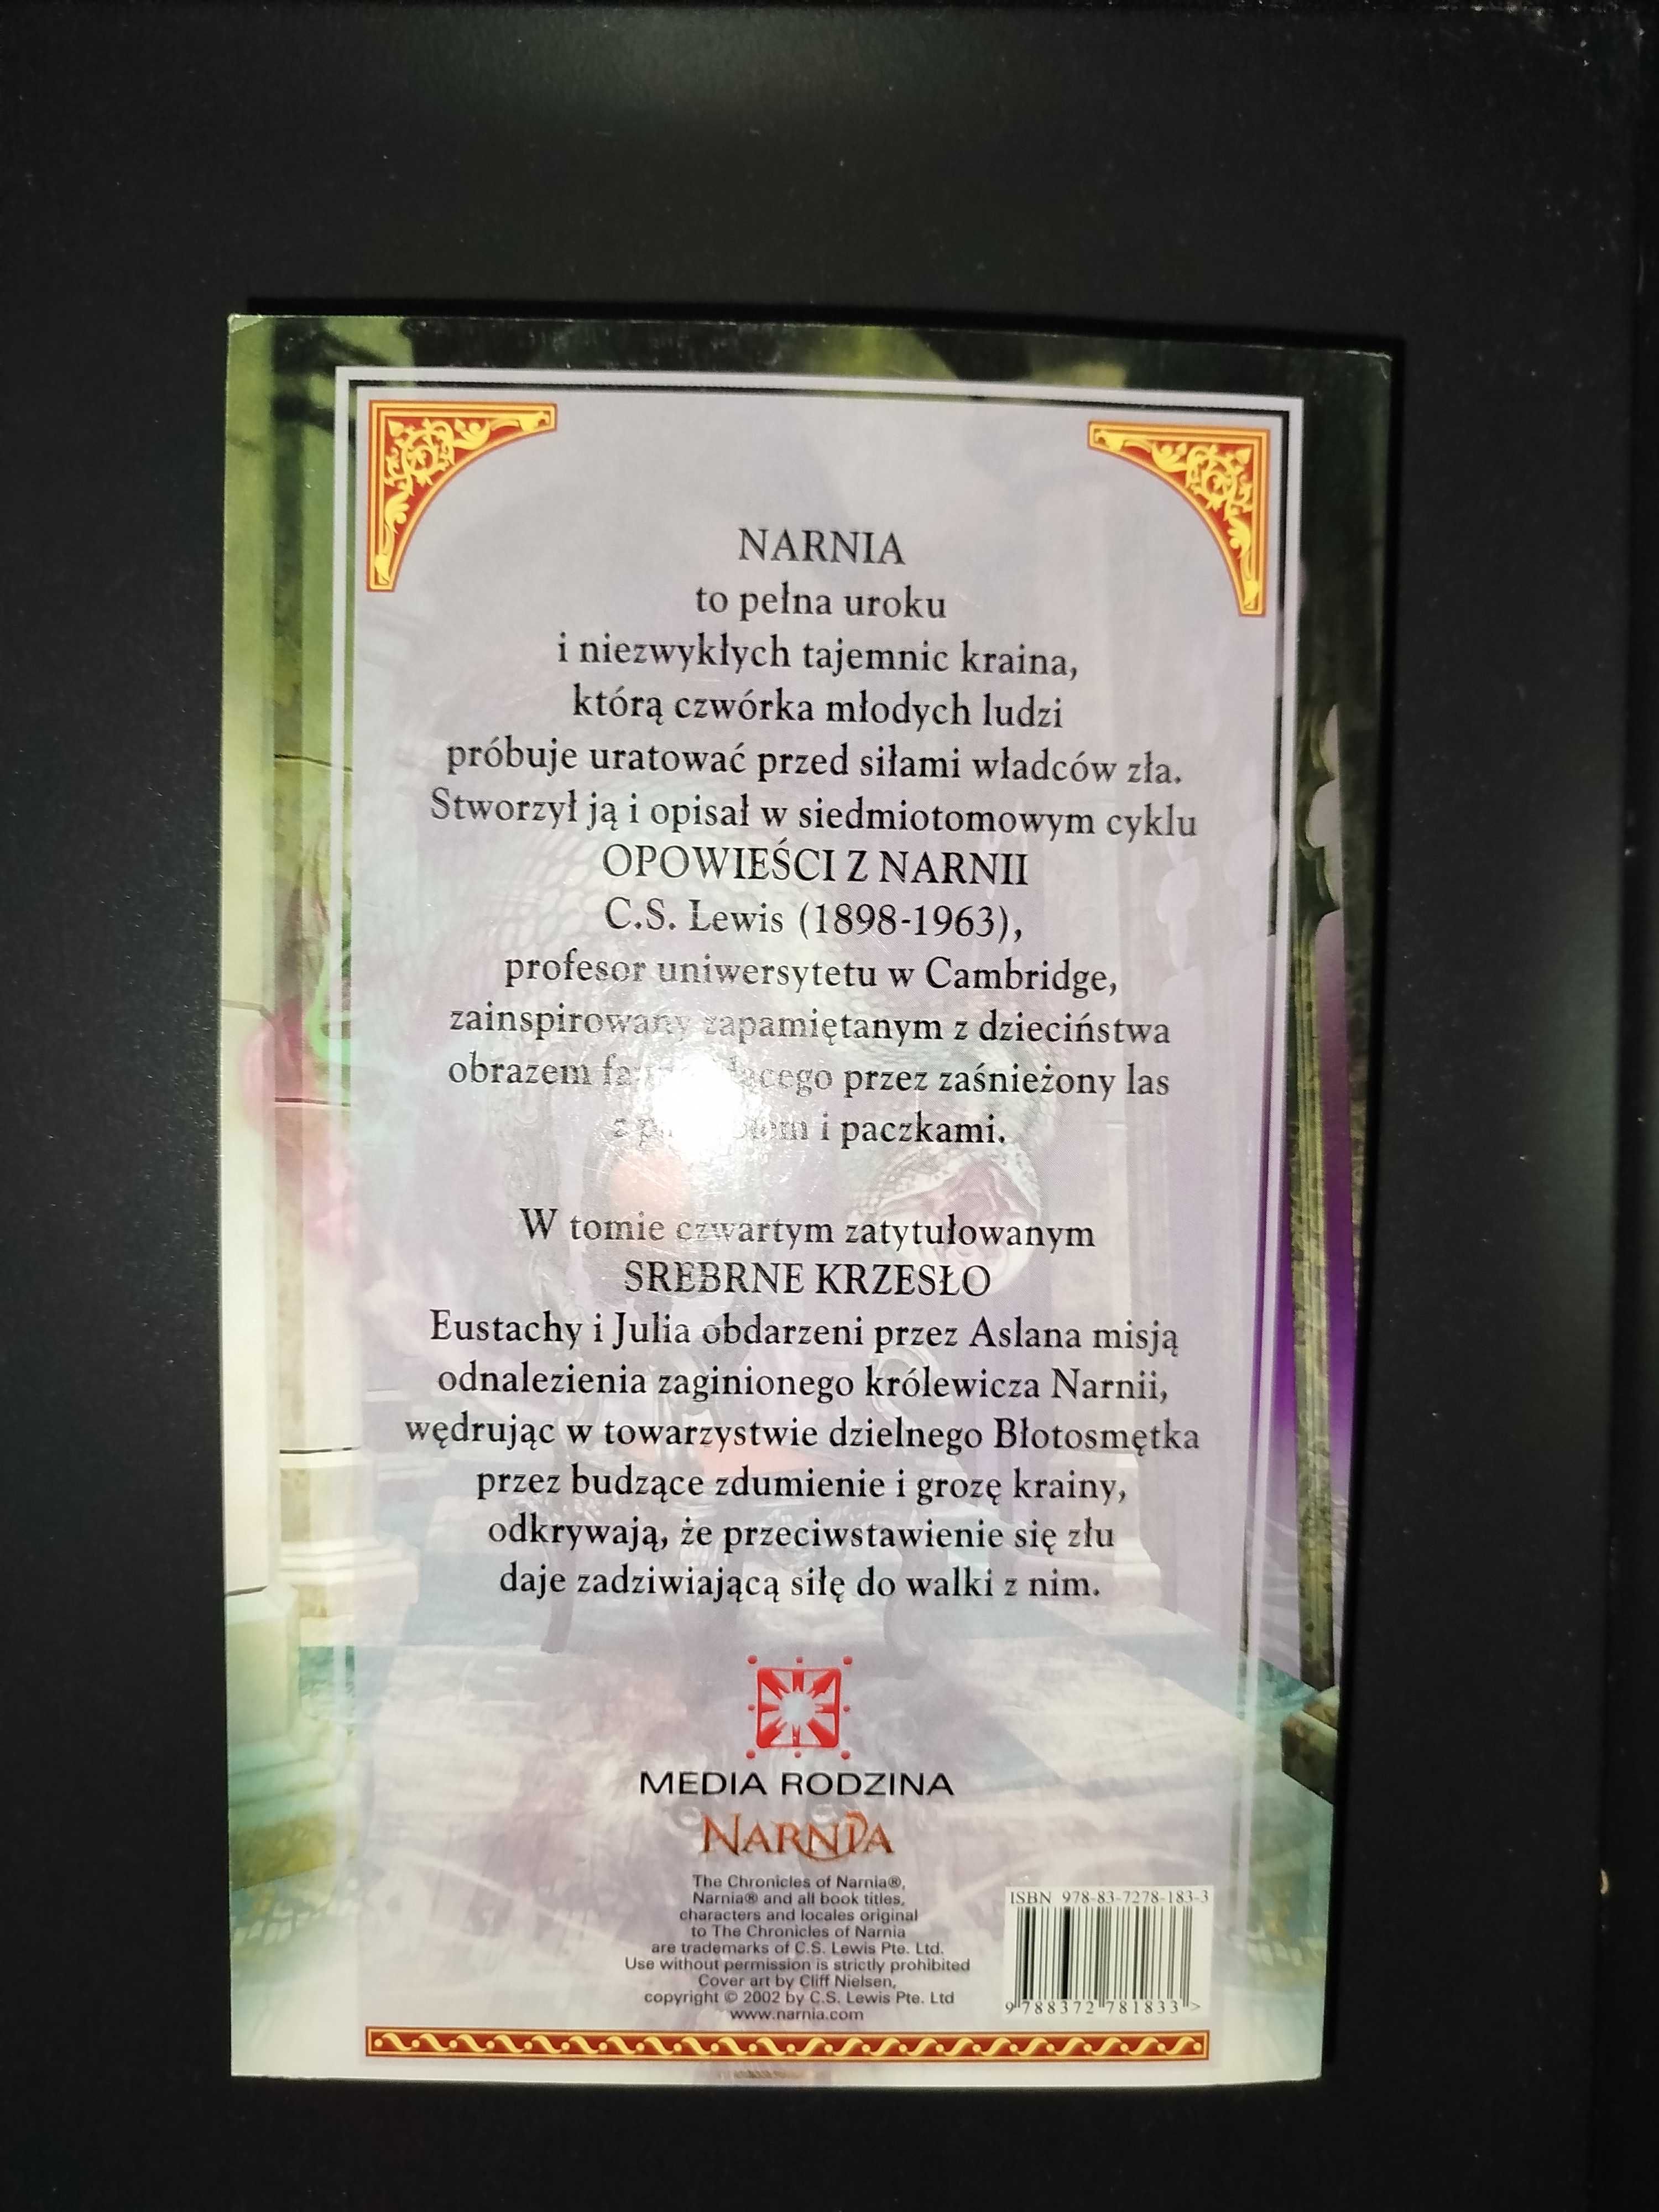 NARNIA
to pełna uroku
i niezwykłych tajemnic kraina,
którą czwórka młodych ludzi
próbuje uratować przed siłami władców zła.
Stworzył ją i opisał w siedmiotomowym cyklu
OPOWIEŚCI Z NARNII
C.S. Lewis (1898-1963),
profesor uniwersytetu w Cambridge,
zainspirowany zapamiętanym z dzieciństwa
obrazem przez zaśnieżony las
z i paczkami.
W tomie czwartym zatytułowanym
SREBRNE KRZESŁO
Eustachy i Julia obdarzeni przez Aslana misją
odnalezienia zaginionego królewicza Narnii,
wędrując w towarzystwie dzielnego Błotosmętka
przez budzące zdumienie i grozę krainy,
odkrywają, że przeciwstawienie się złu
daje zadziwiającą siłę do walki z nim.
MEDIA RODZINA
NARNIA
The Chronicles of Narnia®,
Narnia® and all book titles,
characters and locales original
to The Chronicles of Narnia
are trademarks of C.S. Lewis Pte. Ltd.
Use without permission is strictly prohibited
Cover art by Cliff Nielsen,
copyright © 2002 by C.S. Lewis Pte. Ltd
www.narnia.com
ISBN 978-83-7278-183-3
9 788372 781833 >